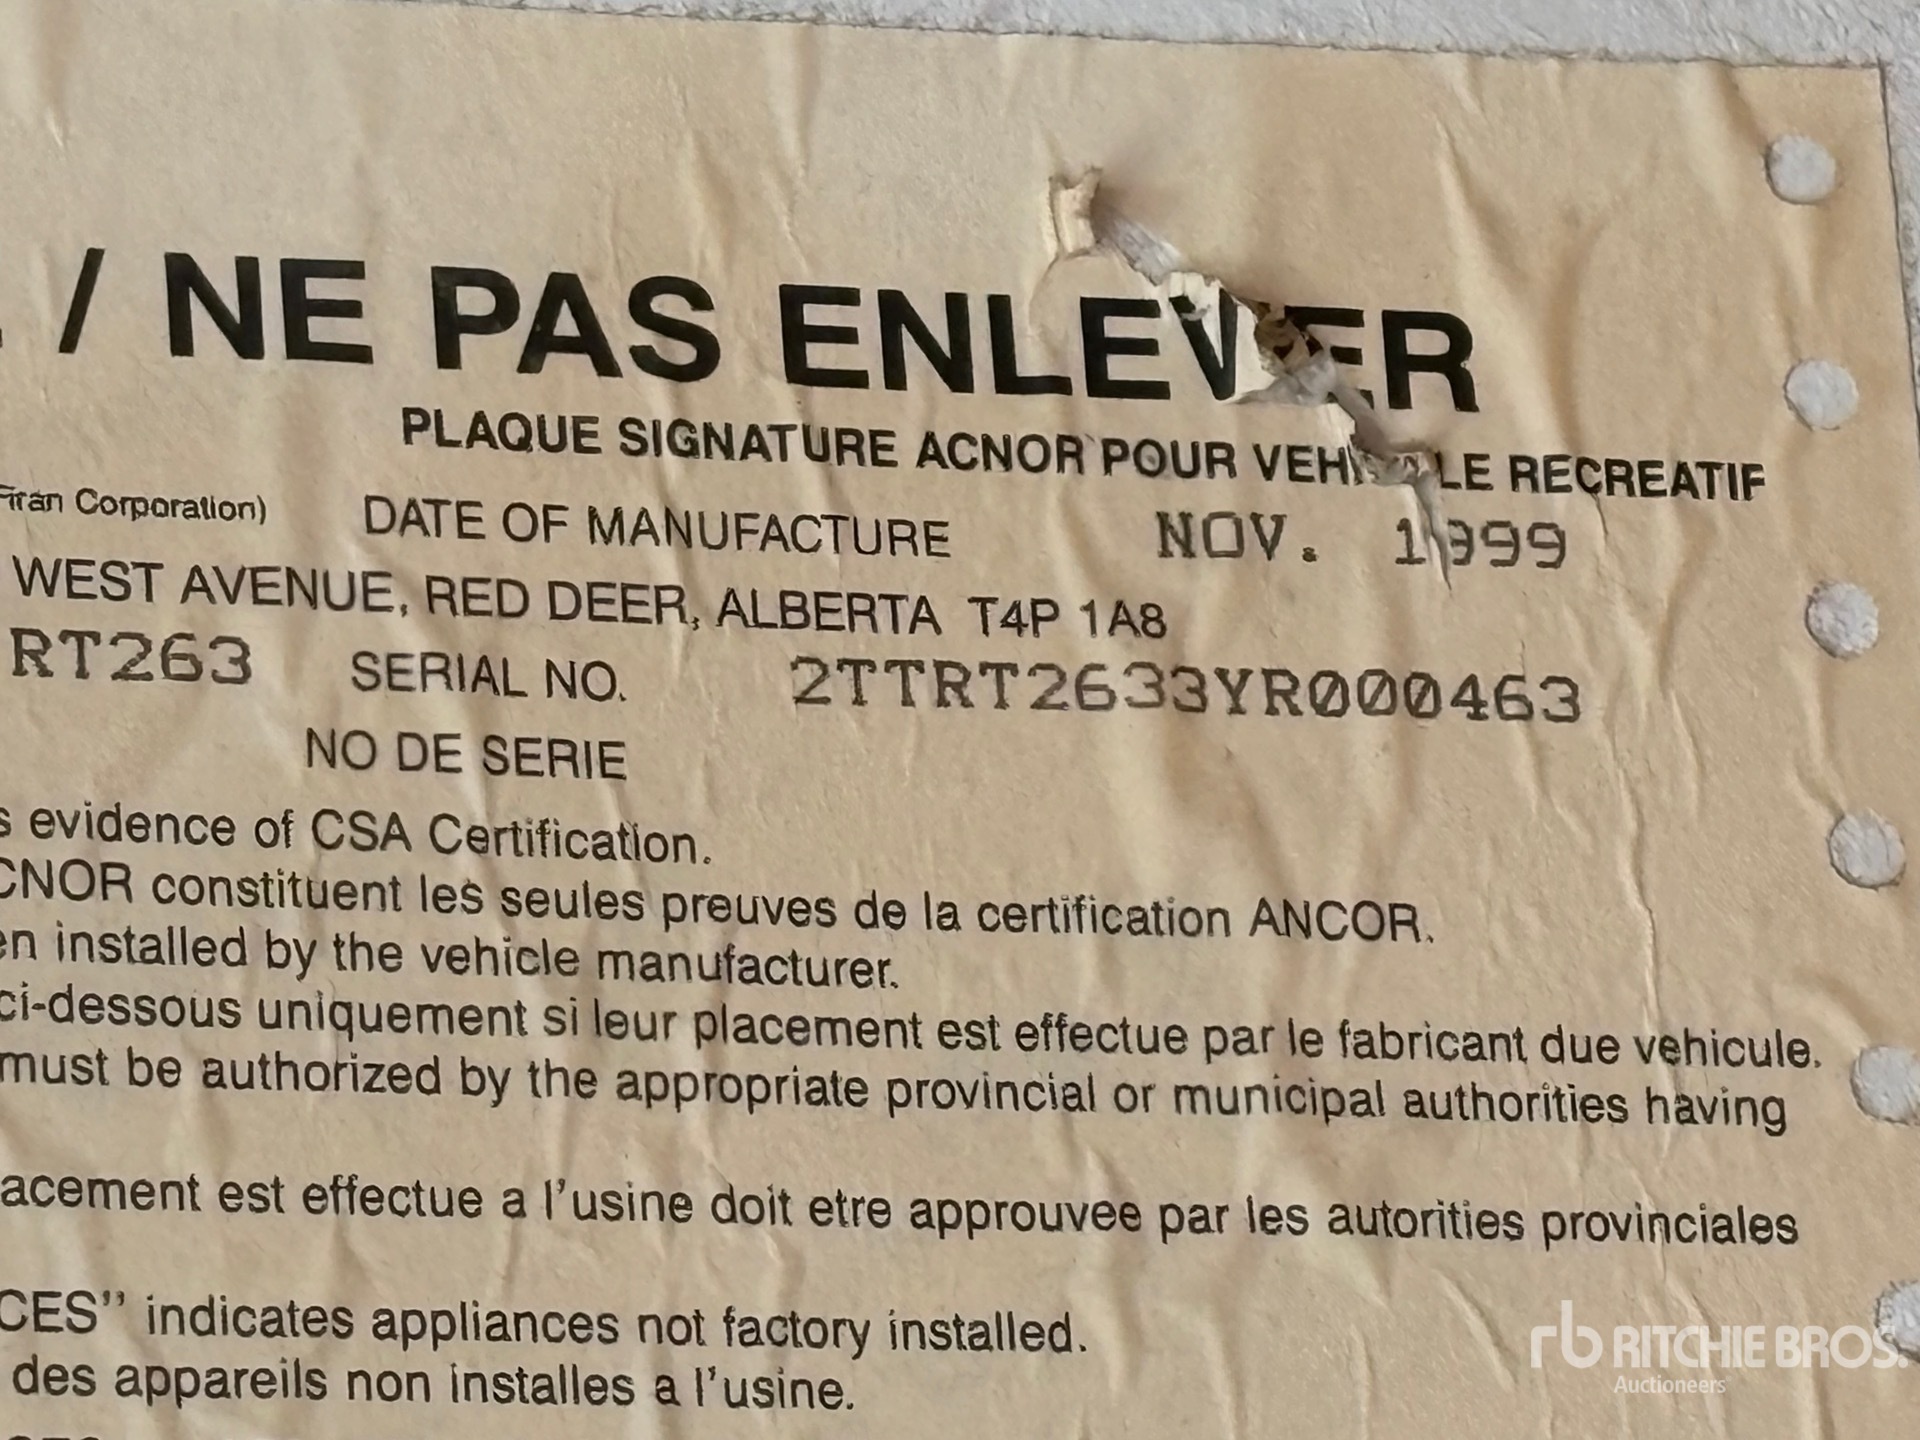 / NE PAS ENLEVER
PLAQUE SIGNATURE ACNOR POUR VEHICULE RECREATIF
Firan Corporation) DATE OF MANUFACTURE NOV. 1999
WEST AVENUE, RED DEER, ALBERTA T4P 1A8
RT263 SERIAL NO. 2TTRT2633YR000463
NO DE SERIE
s evidence of CSA Certification.
CNOR constituent les seules preuves de la certification ANCOR.
en installed by the vehicle manufacturer.
ci-dessous uniquement si leur placement est effectue par le fabricant due vehicule.
must be authorized by the appropriate provincial or municipal authorities having
acement est effectue a l'usine doit etre approuvee par les autorities provinciales
CES" indicates appliances not factory installed.
des appareils non installes a l'usine.
rb RITCHIE BROS.
Auctioneers